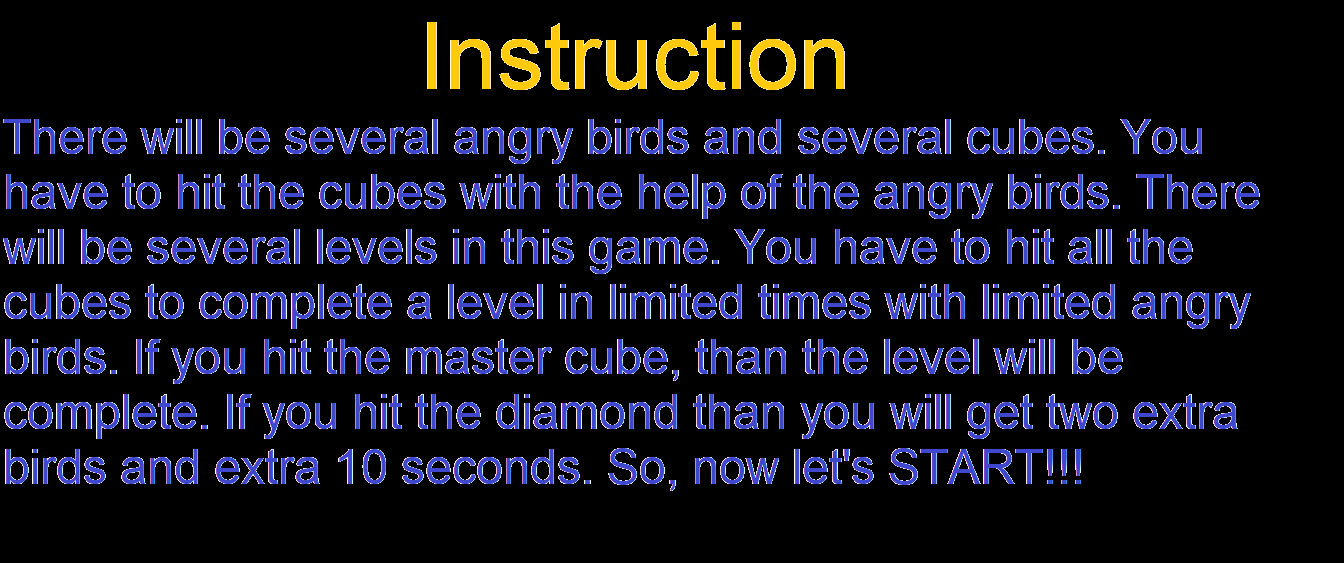 Instruction
There will be several angry birds and several cubes. You
have to hit the cubes with the help of the angry birds. There
will be several levels in this game. You have to hit all the
cubes to complete a level in limited times with limited angry
birds. If you hit the master cube, than the level will be
complete. If you hit the diamond than you will get two extra
birds and extra 10 seconds. So, now let's START!!!